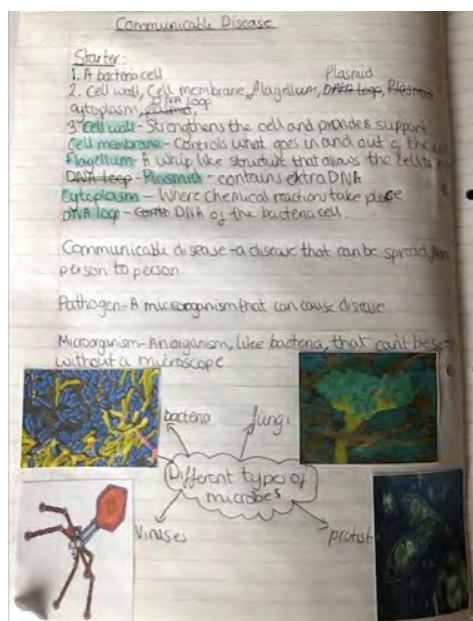 Communicable Disease
Starter:
1. A bacteria cell
Plasmid
2. Cell wall, Cell membrane, flagellum, DNA loop, Plasmid
DNA loop
cytoplasm, plasmid,
3. Cell wall - Strengthens the cell and provides support
Cell membrane - Controls what goes in and out of the
Flagellum - A whip like structure that allows the cell to
DNA loop - Plasmid - contains extra DNA
Cytoplasm - Where chemical reactions take place
DNA loop - DNA of the bacteria cell.
Communicable disease - a disease that can be spread from
person to person.
Pathogen - A microorganism that can cause disease
Microorganism - An organism, like bacteria, that can't be
without a microscope
bacteria
fungi
Different types of
microbes
Viruses
protist